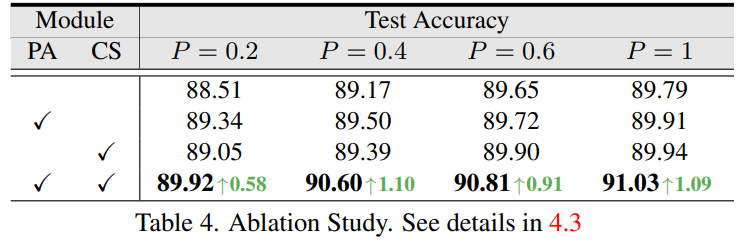 Module Test Accuracy
PA CS P = 0.2 P = 0.4 P = 0.6 P = 1
88.51 89.17 89.65 89.79
✓ 89.34 89.50 89.72 89.91
✓ 89.05 89.39 89.90 89.94
✓ ✓ 89.92↑0.58 90.60↑1.10 90.81↑0.91 91.03↑1.09
Table 4. Ablation Study. See details in 4.3